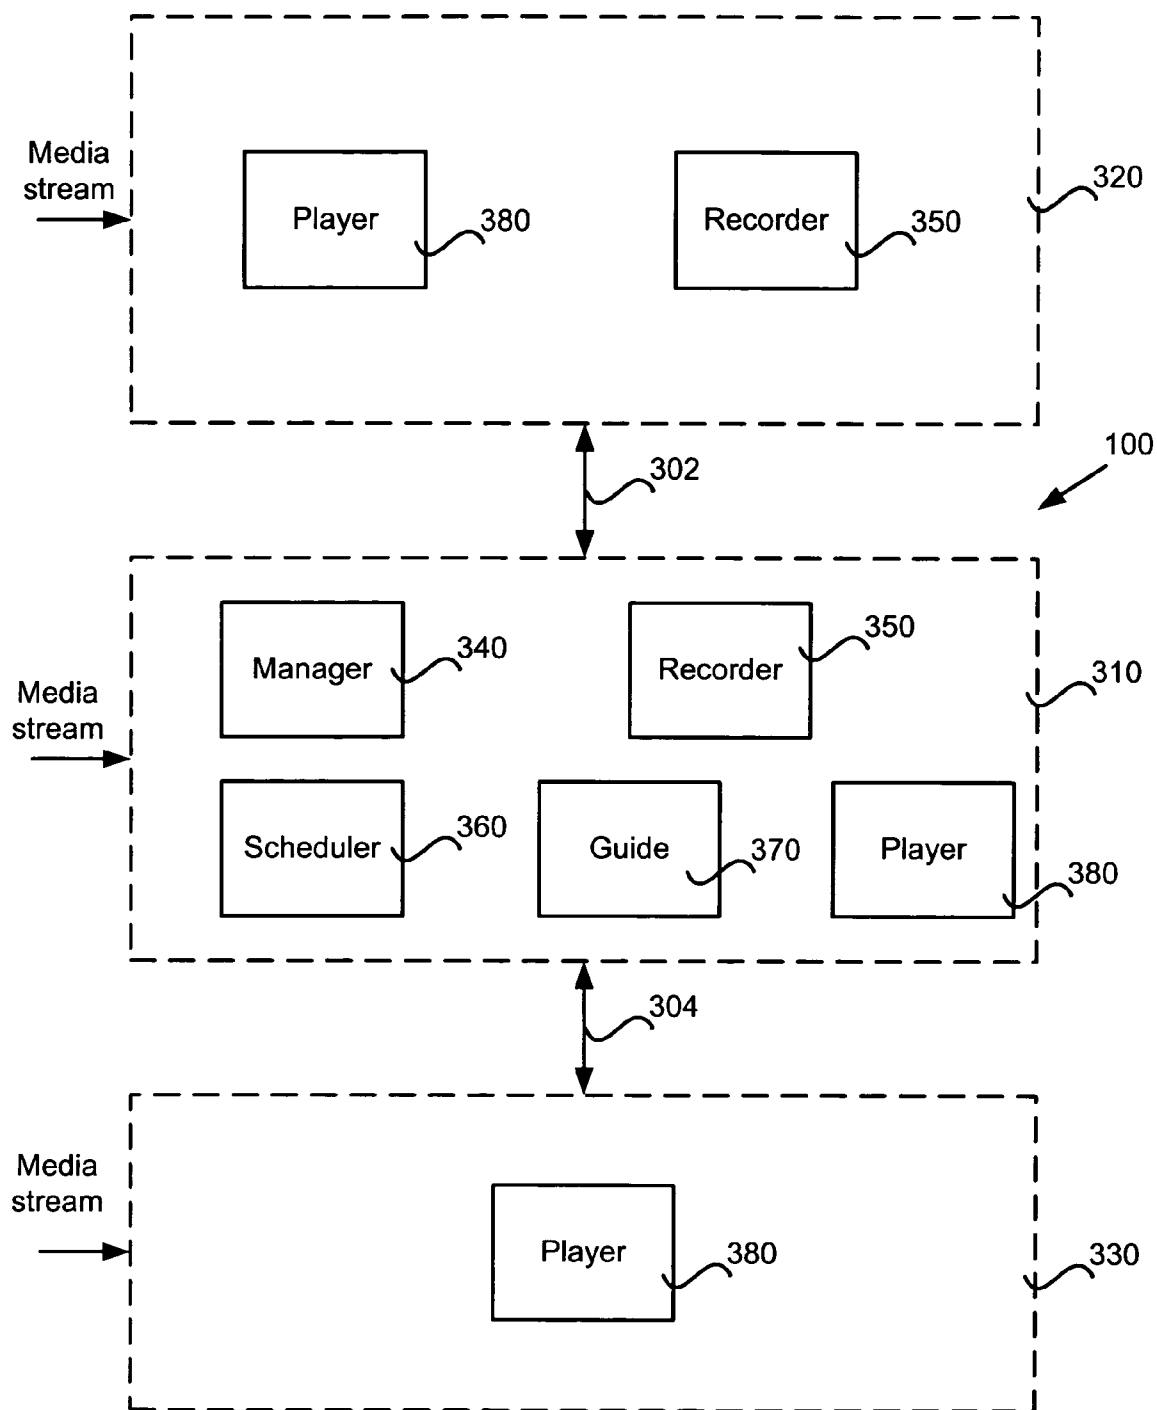 Media
stream
Player
380
Recorder
350
320
302
100
Manager
340
Recorder
350
310
Media
stream
Scheduler
360
Guide
370
Player
380
304
Media
stream
Player
380
330